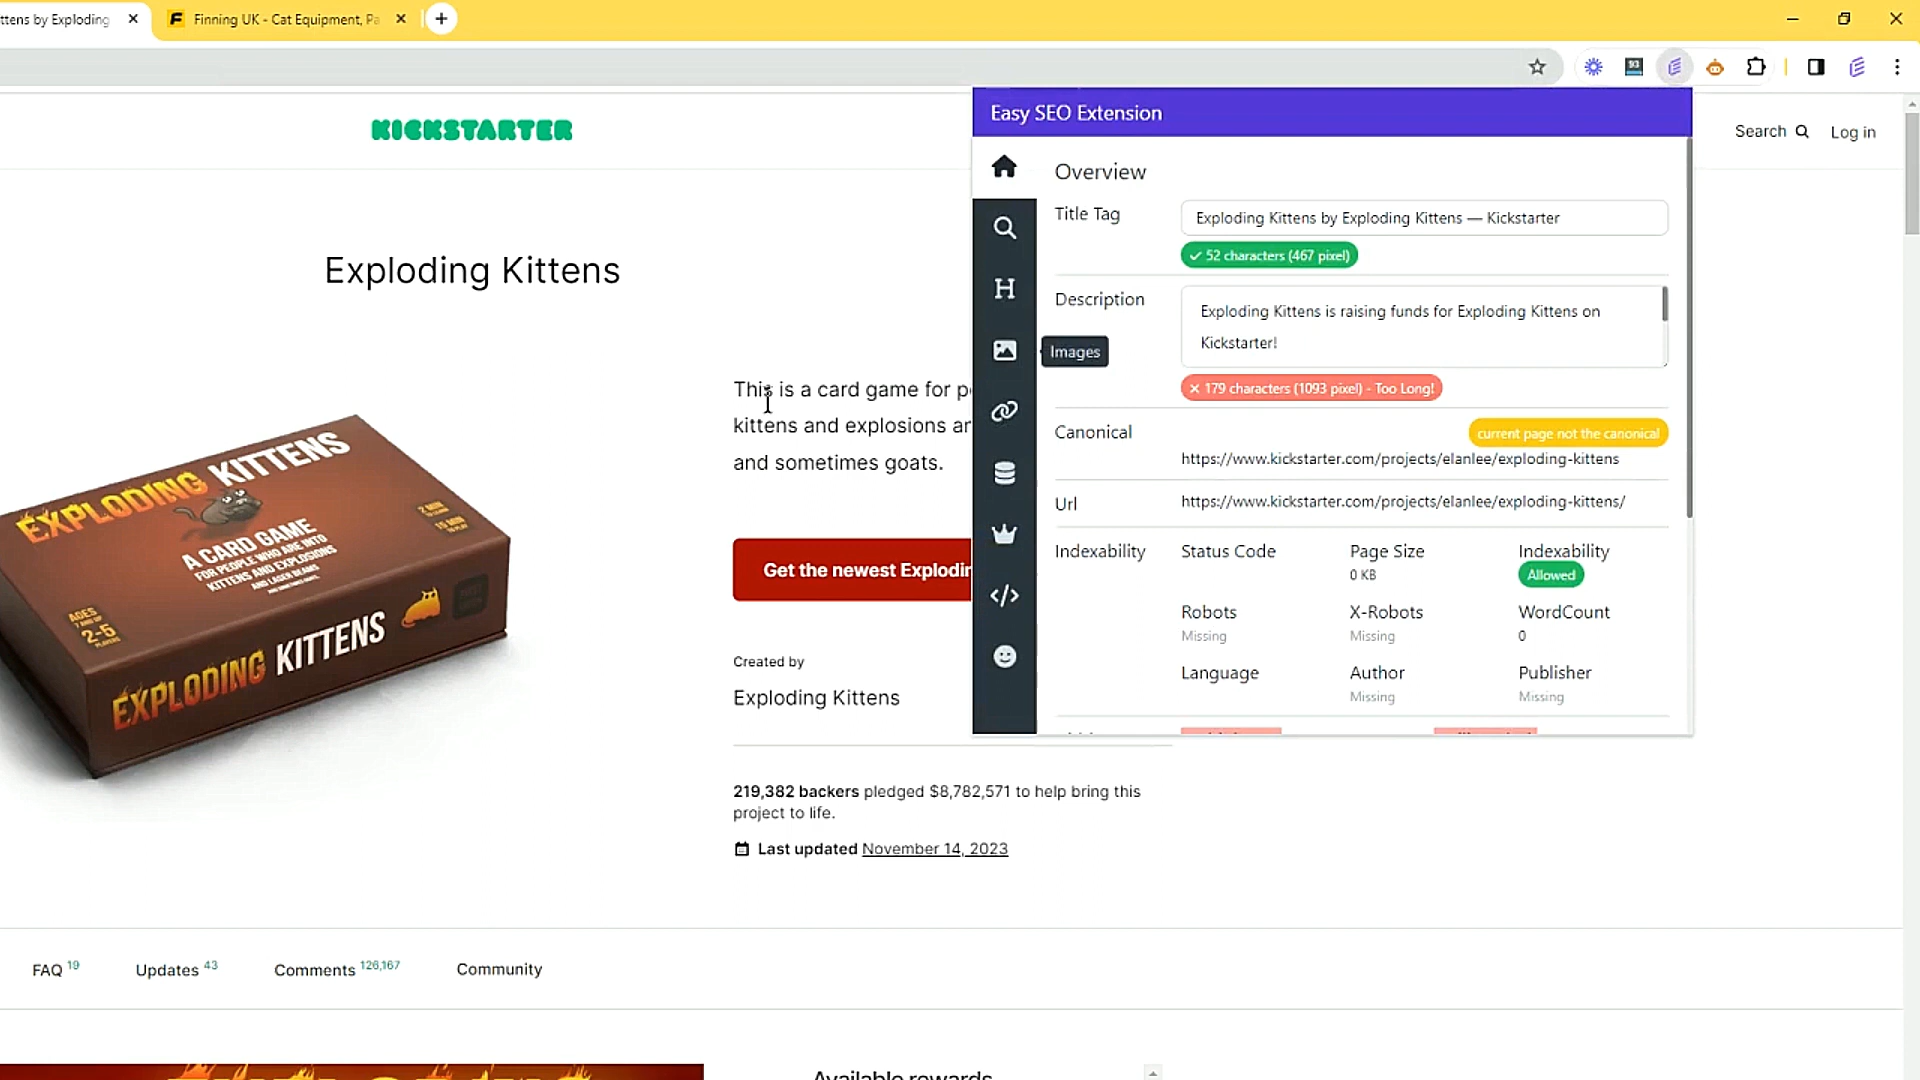 ttens by Exploding
Finning UK - Cat Equipment, Pa
93
KICKSTARTER
Search
Log in
Exploding Kittens
EXPLODING KITTENS
A CARD GAME
FOR PEOPLE WHO ARE INTO
KITTENS AND EXPLOSIONS
AND LASER BEAMS
AGES
2-5
PLAYERS
15 MIN
EXPLODING KITTENS
This is a card game for p
kittens and explosions ar
and sometimes goats.
Get the newest Explodin
Created by
Exploding Kittens
219,382 backers pledged $8,782,571 to help bring this
project to life.
Last updated November 14, 2023
Easy SEO Extension
Overview
Title Tag
Exploding Kittens by Exploding Kittens — Kickstarter
52 characters (467 pixel)
Description
Exploding Kittens is raising funds for Exploding Kittens on
Kickstarter!
Images
179 characters (1093 pixel) - Too Long!
Canonical
current page not the canonical
https://www.kickstarter.com/projects/elanlee/exploding-kittens
Url
https://www.kickstarter.com/projects/elanlee/exploding-kittens/
Indexability
Status Code
Page Size
Indexability
0 KB
Allowed
Robots
X-Robots
WordCount
Missing
Missing
0
Language
Author
Publisher
Missing
Missing
FAQ 19
Updates 43
Comments 126,167
Community
Available rewards